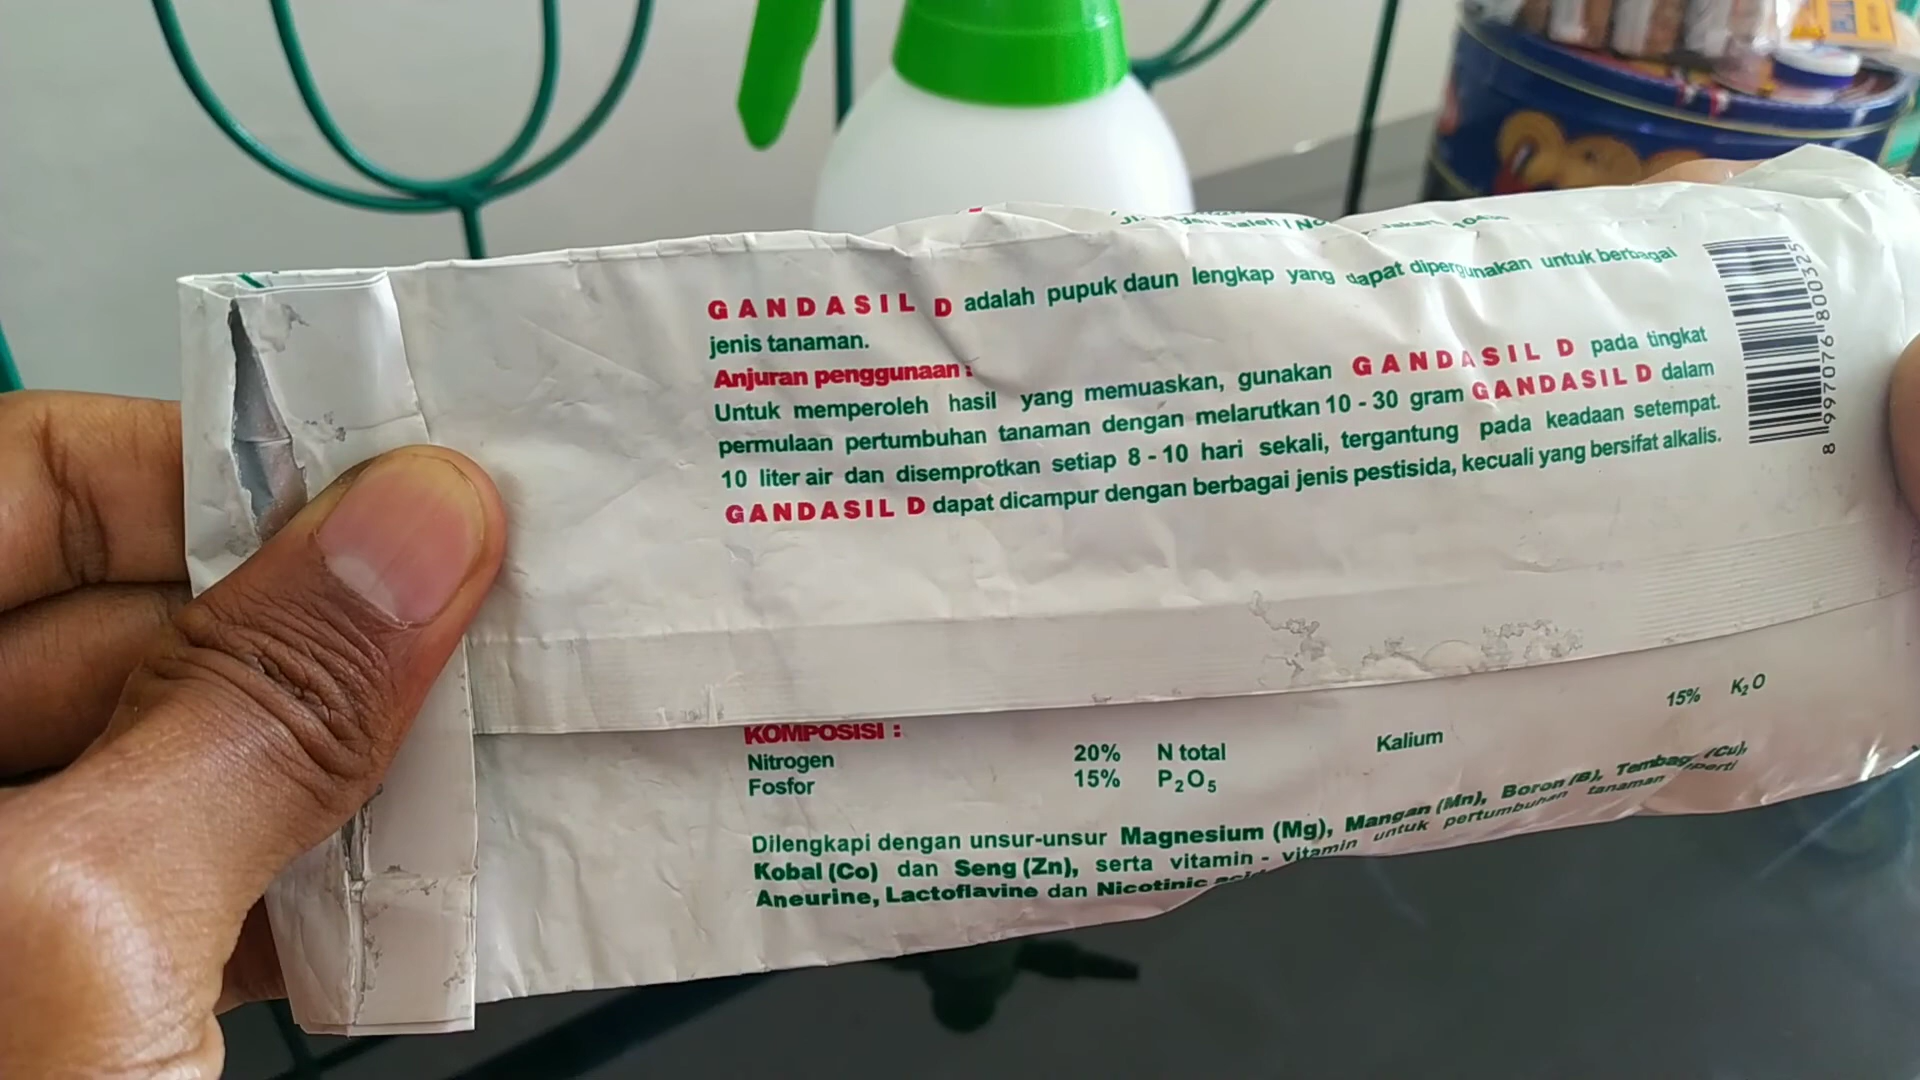 GANDASIL D adalah pupuk daun lengkap yang dapat dipergunakan untuk berbagai
jenis tanaman.
Anjuran penggunaan :
Untuk memperoleh hasil yang memuaskan, gunakan GANDASIL D pada tingkat
permulaan pertumbuhan tanaman dengan melarutkan 10 - 30 gram GANDASIL D dalam
10 liter air dan disemprotkan setiap 8 - 10 hari sekali, tergantung pada keadaan setempat.
GANDASIL D dapat dicampur dengan berbagai jenis pestisida, kecuali yang bersifat alkalis.
8 997076 800325
KOMPOSISI :
Nitrogen 20% N total Kalium 15% K₂O
Fosfor 15% P₂O₅
Dilengkapi dengan unsur-unsur Magnesium (Mg), Mangan (Mn), Boron (B), Tembaga (Cu),
Kobal (Co) dan Seng (Zn), serta vitamin - vitamin untuk pertumbuhan tanaman
Aneurine, Lactoflavine dan Nicotinic